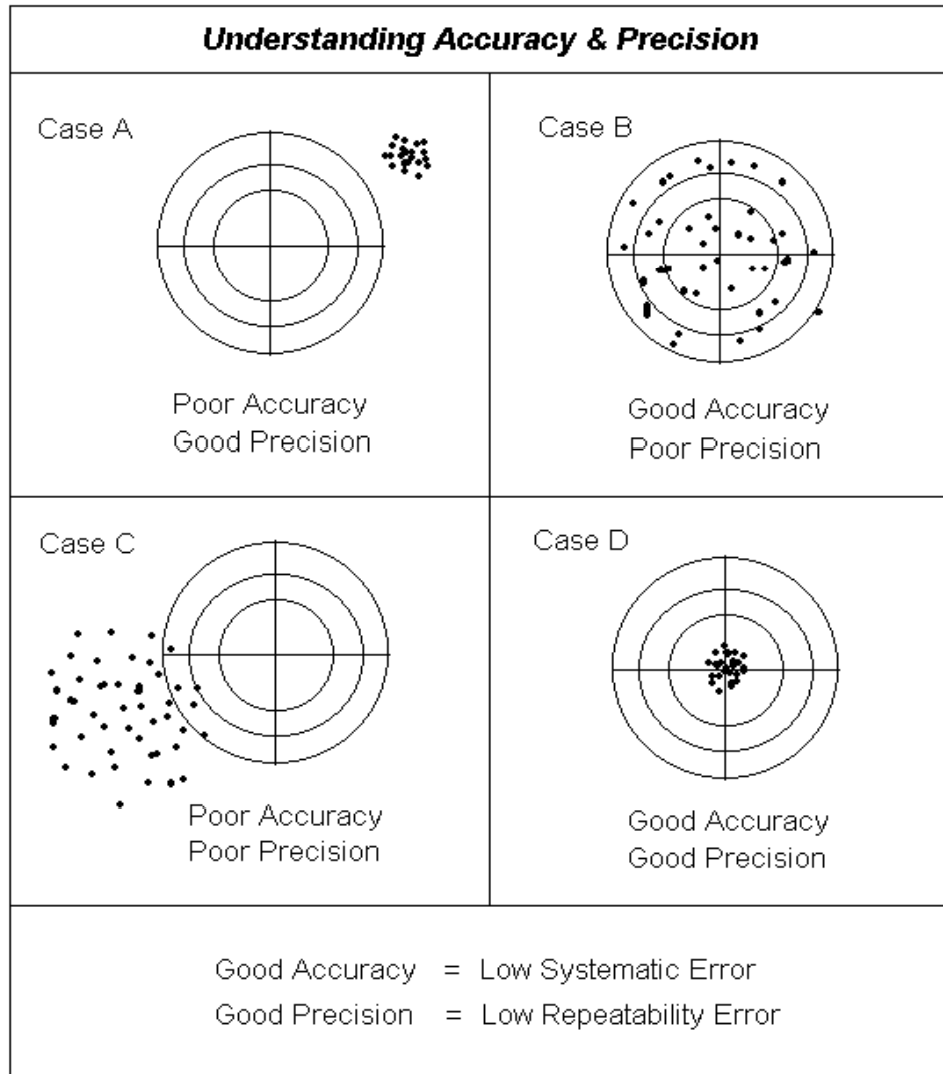 Understanding Accuracy & Precision
Case A
Poor Accuracy
Good Precision
Case B
Good Accuracy
Poor Precision
Case C
Poor Accuracy
Poor Precision
Case D
Good Accuracy
Good Precision
Good Accuracy = Low Systematic Error
Good Precision = Low Repeatability Error